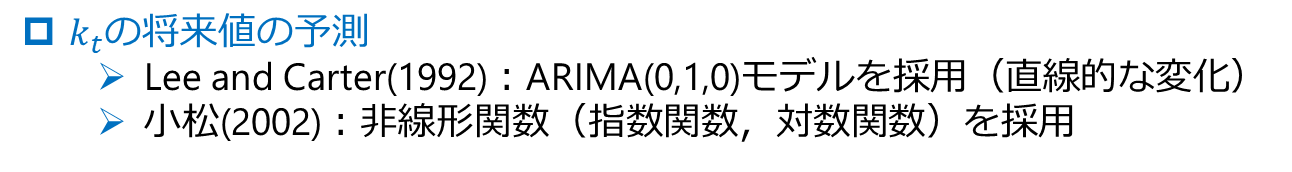 k_tの将来値の予測
Lee and Carter(1992)：ARIMA(0,1,0)モデルを採用（直線的な変化）
小松(2002)：非線形関数（指数関数，対数関数）を採用